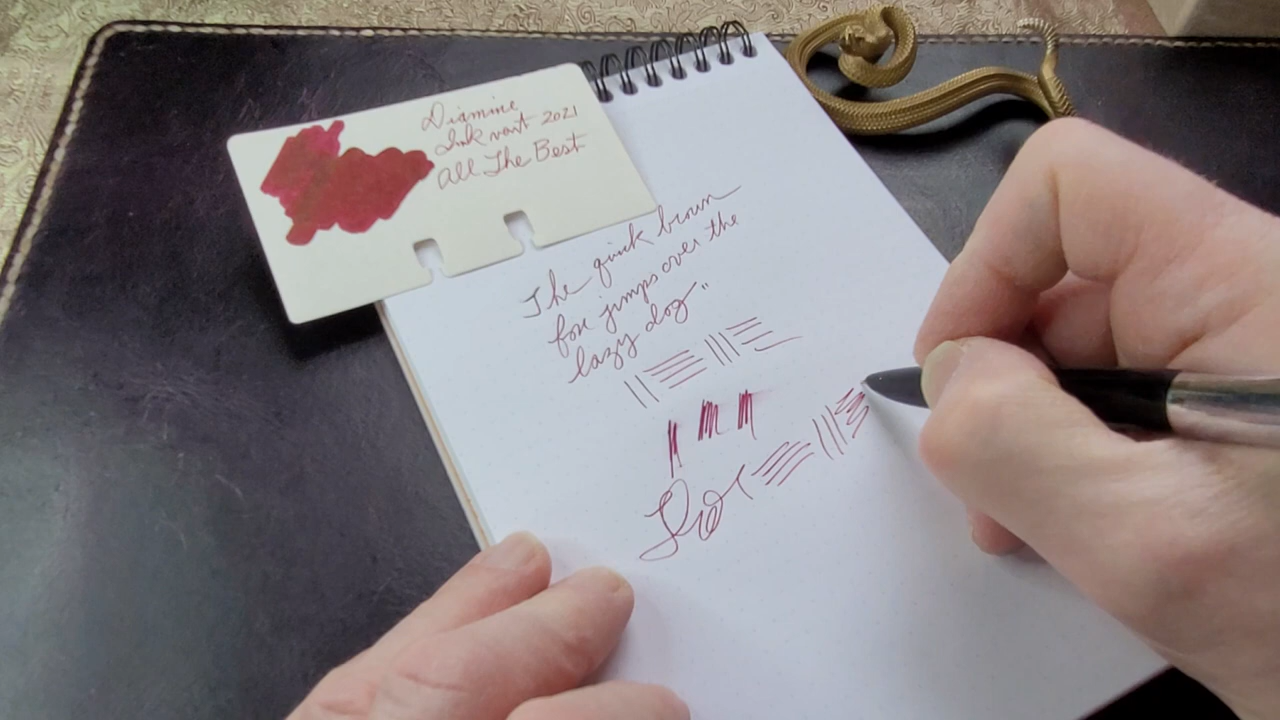 Diamine
Ink vent 2021
All The Best
The quick brown
fox jumps over the
lazy dog"